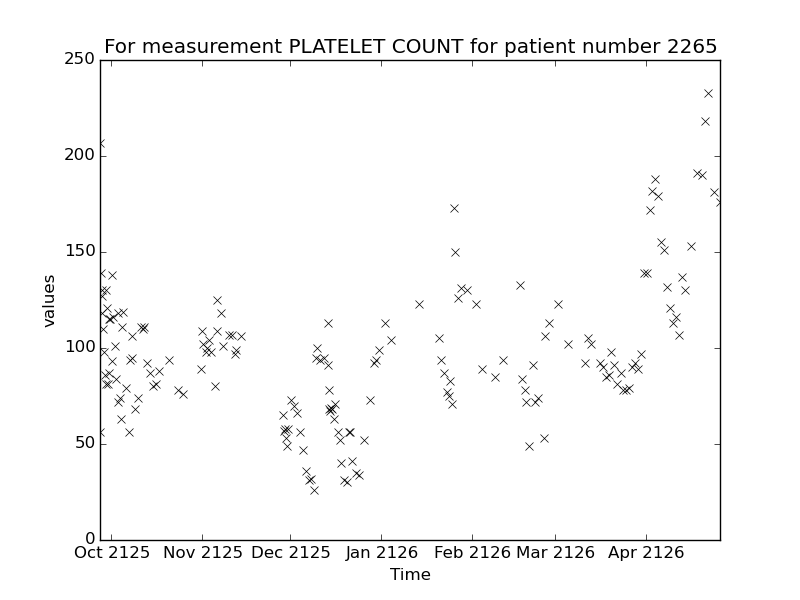 For measurement PLATELET COUNT for patient number 2265
250
200
150
100
50
0
values
Oct 2125 Nov 2125 Dec 2125 Jan 2126 Feb 2126 Mar 2126 Apr 2126
Time